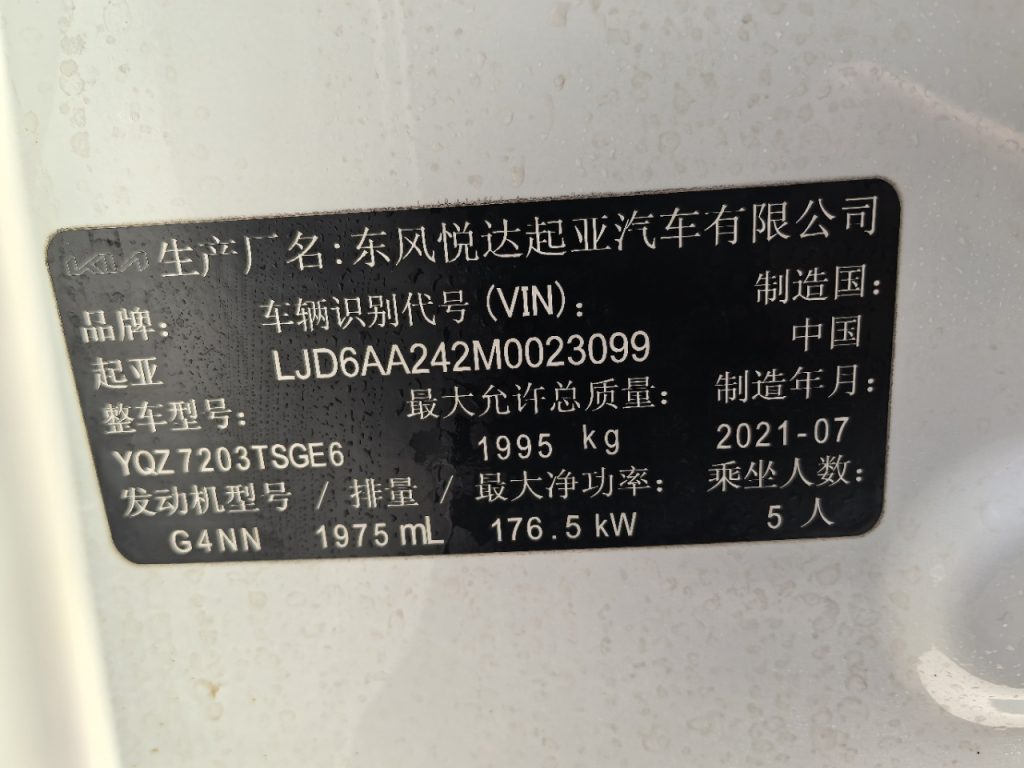 KIA 生产厂名:东风悦达起亚汽车有限公司
品牌: 车辆识别代号(VIN): 制造国:
起亚 LJD6AA242M0023099 中国
整车型号: 最大允许总质量: 制造年月:
YQZ7203TSGE6 1995 kg 2021-07
发动机型号 / 排量 / 最大净功率: 乘坐人数:
G4NN 1975 mL 176.5 kW 5 人